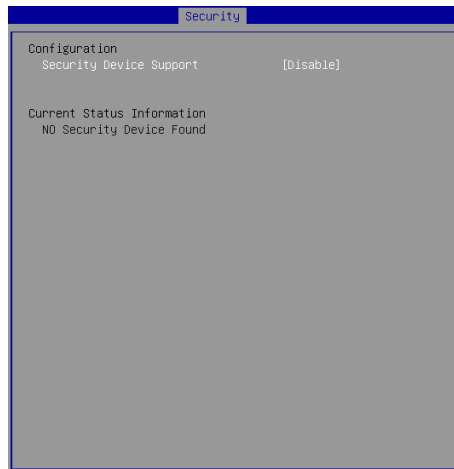 Security
Configuration
Security Device Support [Disable]
Current Status Information
NO Security Device Found